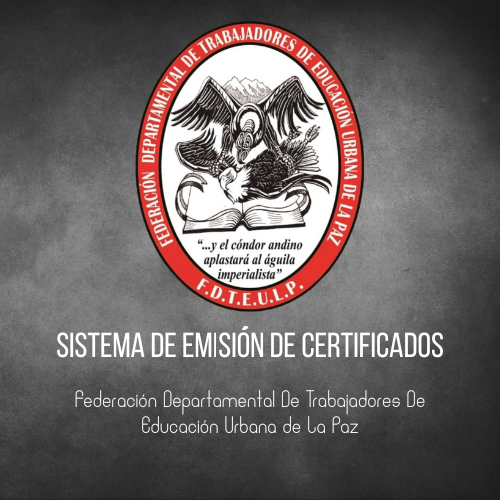 FEDERACIÓN DEPARTAMENTAL DE TRABAJADORES DE EDUCACIÓN URBANA DE LA PAZ
“...y el cóndor andino
aplastará al águila
imperialista”
F.D.T.E.U.L.P.
SISTEMA DE EMISIÓN DE CERTIFICADOS
Federación Departamental De Trabajadores De
Educación Urbana de La Paz